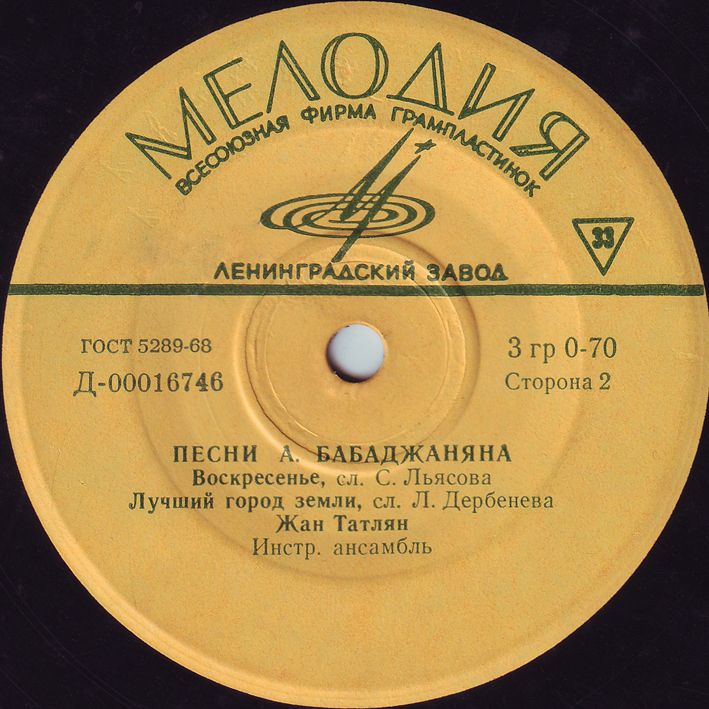 МЕЛОДИЯ
ВСЕСОЮЗНАЯ ФИРМА ГРАМПЛАСТИНОК
33
ЛЕНИНГРАДСКИЙ ЗАВОД
ГОСТ 5289-68
3 гр 0-70
Д-00016746
Сторона 2
ПЕСНИ А. БАБАДЖАНЯНА
Воскресенье, сл. С. Льясова
Лучший город земли, сл. Л. Дербенева
Жан Татлян
Инстр. ансамбль